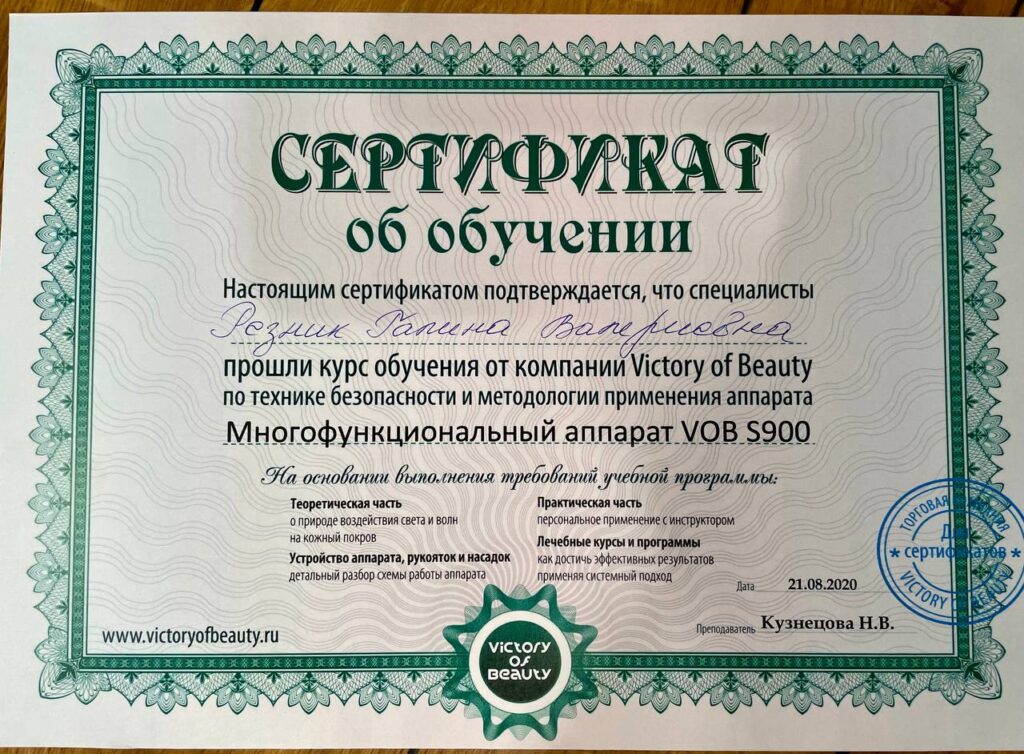 СЕРТИФИКАТ
об обучении
Настоящим сертификатом подтверждается, что специалисты
Резник Галина Валериевна
прошли курс обучения от компании Victory of Beauty
по технике безопасности и методологии применения аппарата
Многофункциональный аппарат VOB S900
На основании выполнения требований учебной программы:
Теоретическая часть
о природе воздействия света и волн
на кожный покров
Устройство аппарата, рукояток и насадок
детальный разбор схемы работы аппарата
Практическая часть
персональное применение с инструктором
Лечебные курсы и программы
как достичь эффективных результатов
применяя системный подход
Дата 21.08.2020
Преподаватель Кузнецова Н.В.
ТОРГОВАЯ
Для
сертификатов
VICTORY OF BEAUTY
www.victoryofbeauty.ru
Victory
of
Beauty